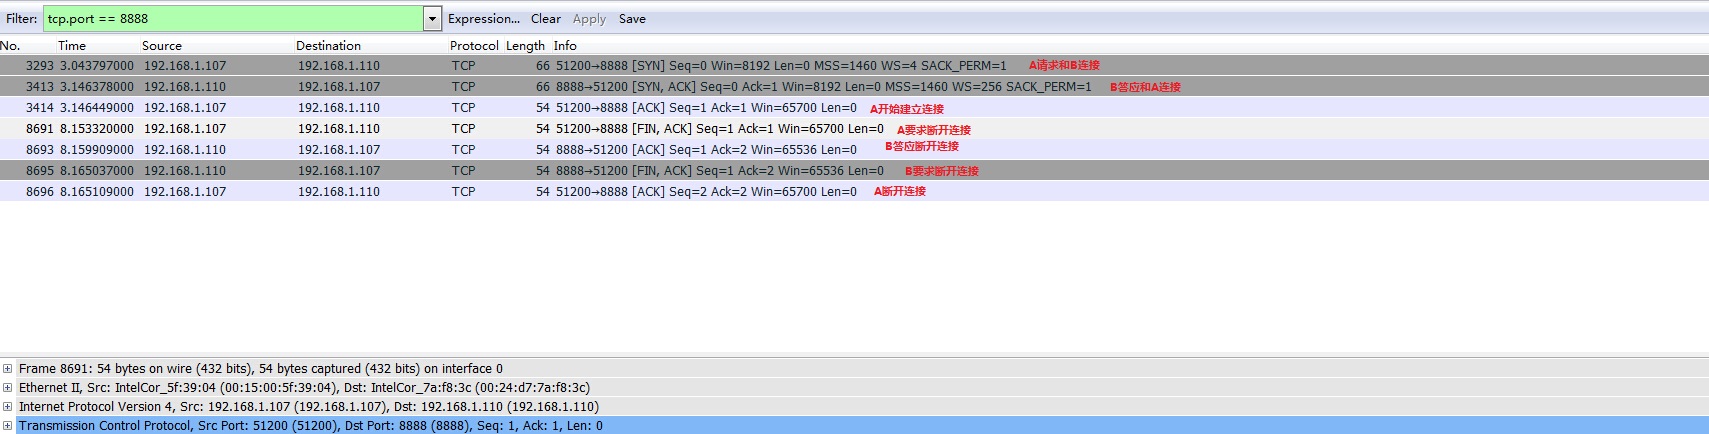 Filter: tcp.port == 8888 Expression... Clear Apply Save
No. Time Source Destination Protocol Length Info
3293 3.043797000 192.168.1.107 192.168.1.110 TCP 66 51200→8888 [SYN] Seq=0 Win=8192 Len=0 MSS=1460 WS=4 SACK_PERM=1 A请求和B连接
3413 3.146378000 192.168.1.110 192.168.1.107 TCP 66 8888→51200 [SYN, ACK] Seq=0 Ack=1 Win=8192 Len=0 MSS=1460 WS=256 SACK_PERM=1 B答应和A连接
3414 3.146449000 192.168.1.107 192.168.1.110 TCP 54 51200→8888 [ACK] Seq=1 Ack=1 Win=65700 Len=0 A开始建立连接
8691 8.153320000 192.168.1.107 192.168.1.110 TCP 54 51200→8888 [FIN, ACK] Seq=1 Ack=1 Win=65700 Len=0 A要求断开连接
8693 8.159909000 192.168.1.110 192.168.1.107 TCP 54 8888→51200 [ACK] Seq=1 Ack=2 Win=65536 Len=0 B答应断开连接
8695 8.165037000 192.168.1.110 192.168.1.107 TCP 54 8888→51200 [FIN, ACK] Seq=1 Ack=2 Win=65536 Len=0 B要求断开连接
8696 8.165109000 192.168.1.107 192.168.1.110 TCP 54 51200→8888 [ACK] Seq=2 Ack=2 Win=65700 Len=0 A断开连接
Frame 8691: 54 bytes on wire (432 bits), 54 bytes captured (432 bits) on interface 0
Ethernet II, Src: IntelCor_5f:39:04 (00:15:00:5f:39:04), Dst: IntelCor_7a:f8:3c (00:24:d7:7a:f8:3c)
Internet Protocol Version 4, Src: 192.168.1.107 (192.168.1.107), Dst: 192.168.1.110 (192.168.1.110)
Transmission Control Protocol, Src Port: 51200 (51200), Dst Port: 8888 (8888), Seq: 1, Ack: 1, Len: 0